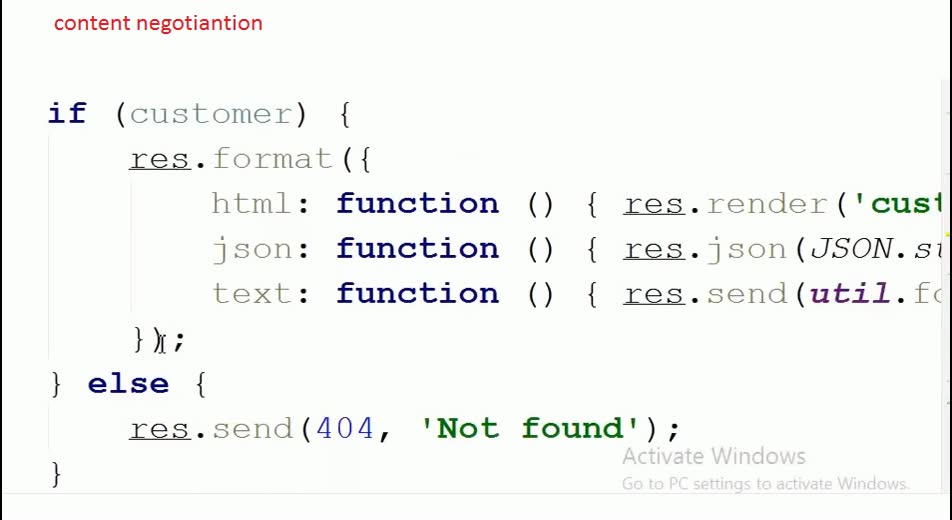 content negotiantion
if (customer) {
res.format({
html: function () { res.render('cust
json: function () { res.json(JSON.st
text: function () { res.send(util.fo
});
} else {
res.send(404, 'Not found');
}
Activate Windows
Go to PC settings to activate Windows.